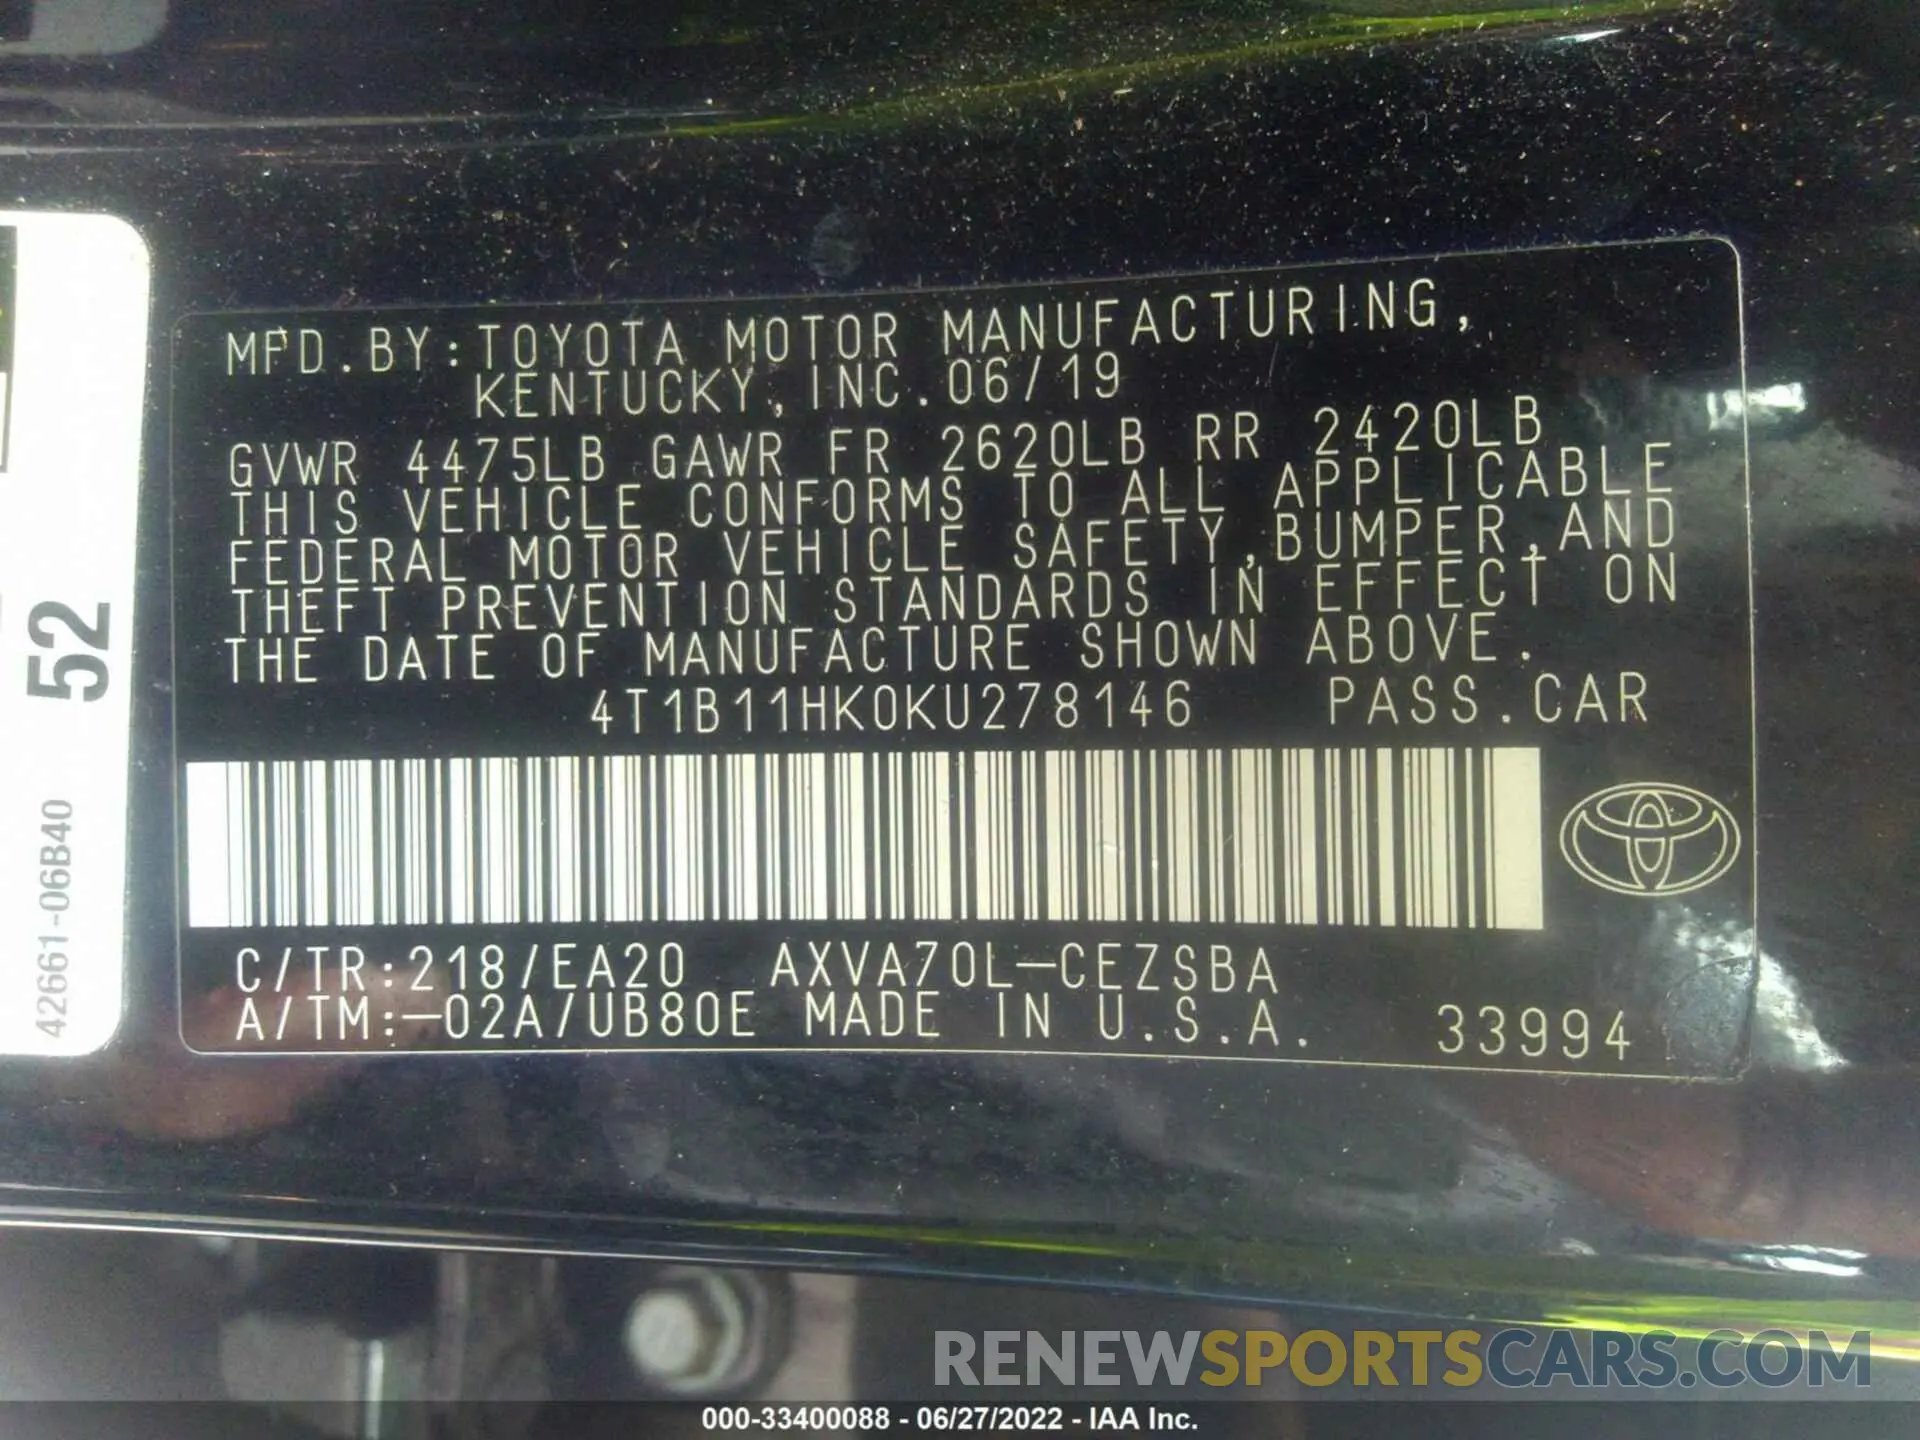 MFD.BY:TOYOTA MOTOR MANUFACTURING,
KENTUCKY, INC. 06/19
GVWR 4475LB GAWR FR 2620LB RR 2420LB
THIS VEHICLE CONFORMS TO ALL APPLICABLE
FEDERAL MOTOR VEHICLE SAFETY,BUMPER,AND
THEFT PREVENTION STANDARDS IN EFFECT ON
THE DATE OF MANUFACTURE SHOWN ABOVE.
4T1B11HK0KU278146 PASS.CAR
C/TR:218/EA20 AXVA70L-CEZSBA
A/TM:-02A/UB80E MADE IN U.S.A. 33994
52
42661-06B40
RENEWSPORTSCARS.COM
000-33400088 - 06/27/2022 - IAA Inc.